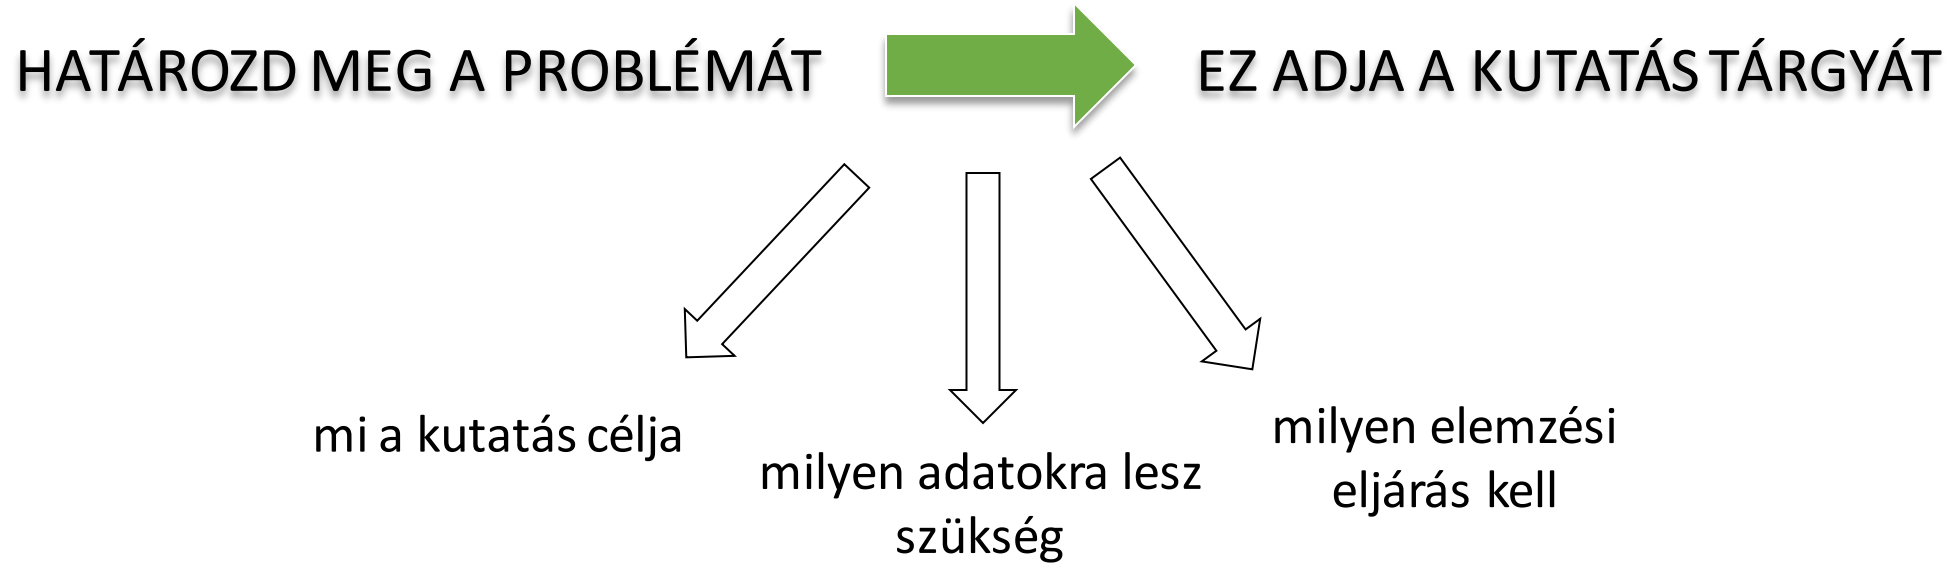 HATÁROZD MEG A PROBLÉMÁT
EZ ADJA A KUTATÁS TÁRGYÁT
mi a kutatás célja
milyen adatokra lesz
szükség
milyen elemzési
eljárás kell